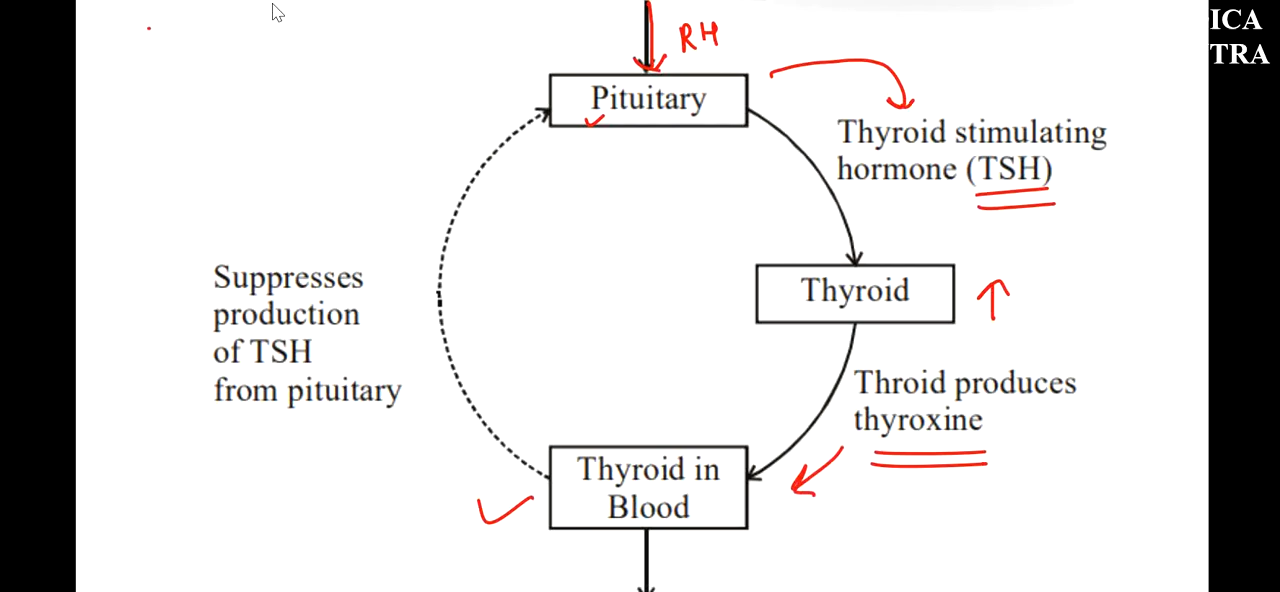 ICA
TRA
RH
Pituitary
Thyroid stimulating
hormone (TSH)
Thyroid
Suppresses
production
of TSH
from pituitary
Throid produces
thyroxine
Thyroid in
Blood